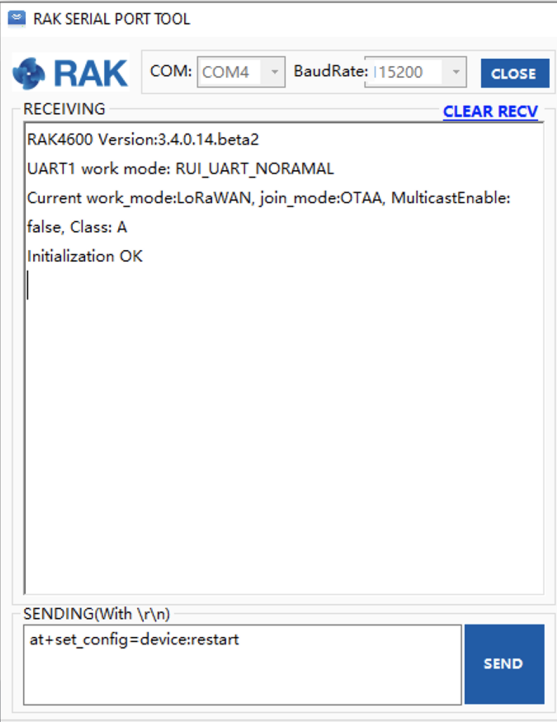 RAK SERIAL PORT TOOL
RAK COM: COM4 BaudRate: 115200 CLOSE
RECEIVING CLEAR RECV
RAK4600 Version:3.4.0.14.beta2
UART1 work mode: RUI_UART_NORAMAL
Current work_mode:LoRaWAN, join_mode:OTAA, MulticastEnable:
false, Class: A
Initialization OK
SENDING(With \r\n)
at+set_config=device:restart
SEND